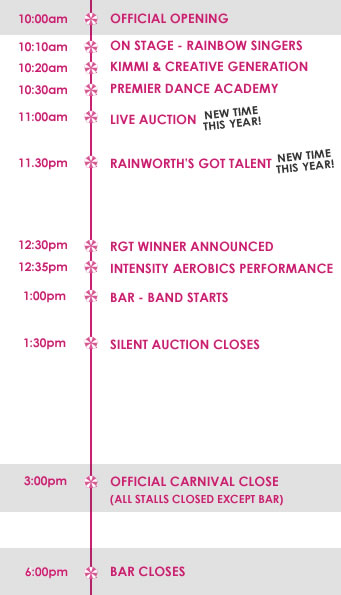 10:00am OFFICIAL OPENING
10:10am ON STAGE - RAINBOW SINGERS
10:20am KIMMI & CREATIVE GENERATION
10:30am PREMIER DANCE ACADEMY
11:00am LIVE AUCTION NEW TIME
THIS YEAR!
11.30pm RAINWORTH'S GOT TALENT NEW TIME
THIS YEAR!
12:30pm RGT WINNER ANNOUNCED
12:35pm INTENSITY AEROBICS PERFORMANCE
1:00pm BAR - BAND STARTS
1:30pm SILENT AUCTION CLOSES
3:00pm OFFICIAL CARNIVAL CLOSE
(ALL STALLS CLOSED EXCEPT BAR)
6:00pm BAR CLOSES